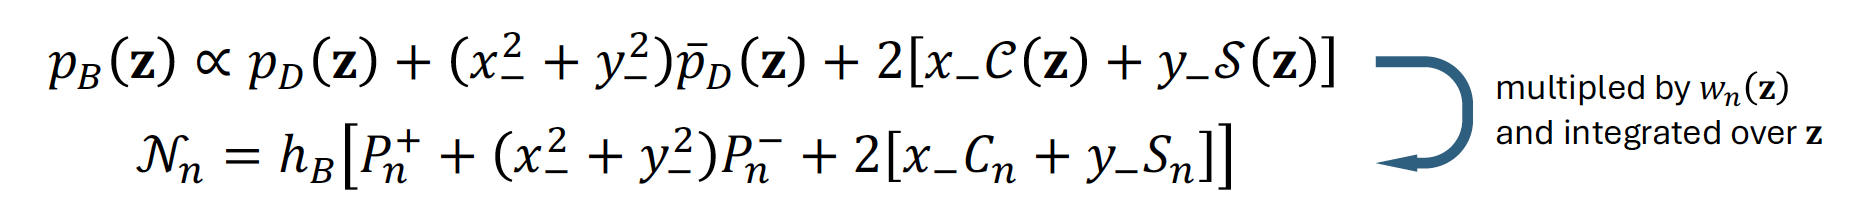 p_B(𝐳) ∝ p_D(𝐳) + (x_−^2 + y_−^2)p̄_D(𝐳) + 2[x_−𝒞(𝐳) + y_−𝒮(𝐳)]
𝒩_n = h_B[P_n^+ + (x_−^2 + y_−^2)P_n^− + 2[x_−C_n + y_−S_n]]
multipled by w_n(𝐳)
and integrated over 𝐳